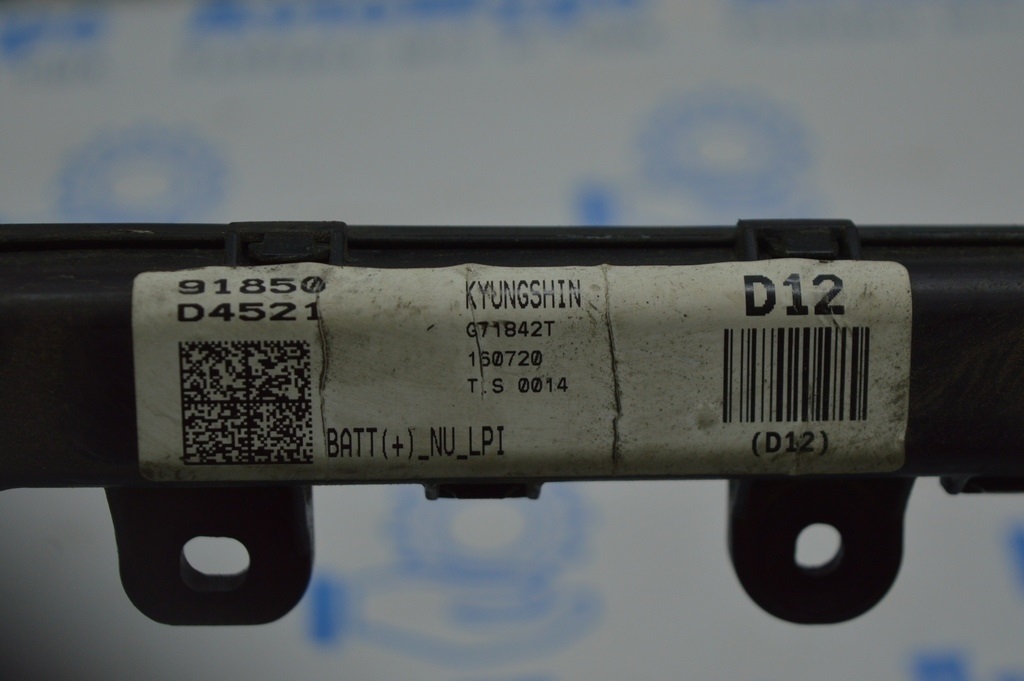 91850
D4521
KYUNGSHIN
G71842T
160720
T.S 0014
BATT(+)_NU_LPI
D12
(D12)